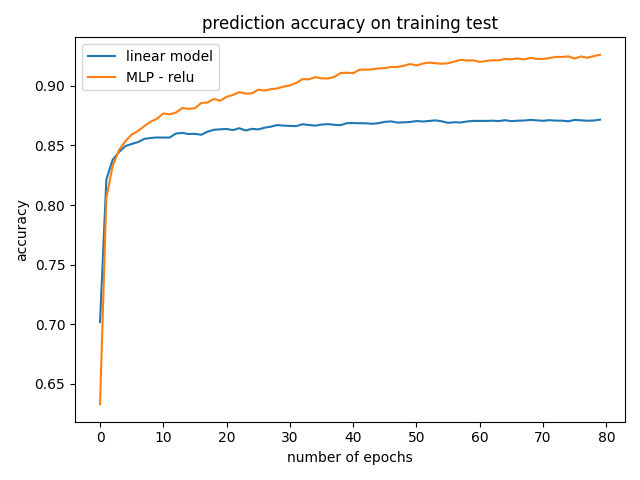 prediction accuracy on training test
linear model
MLP - relu
accuracy
0.90
0.85
0.80
0.75
0.70
0.65
0 10 20 30 40 50 60 70 80
number of epochs